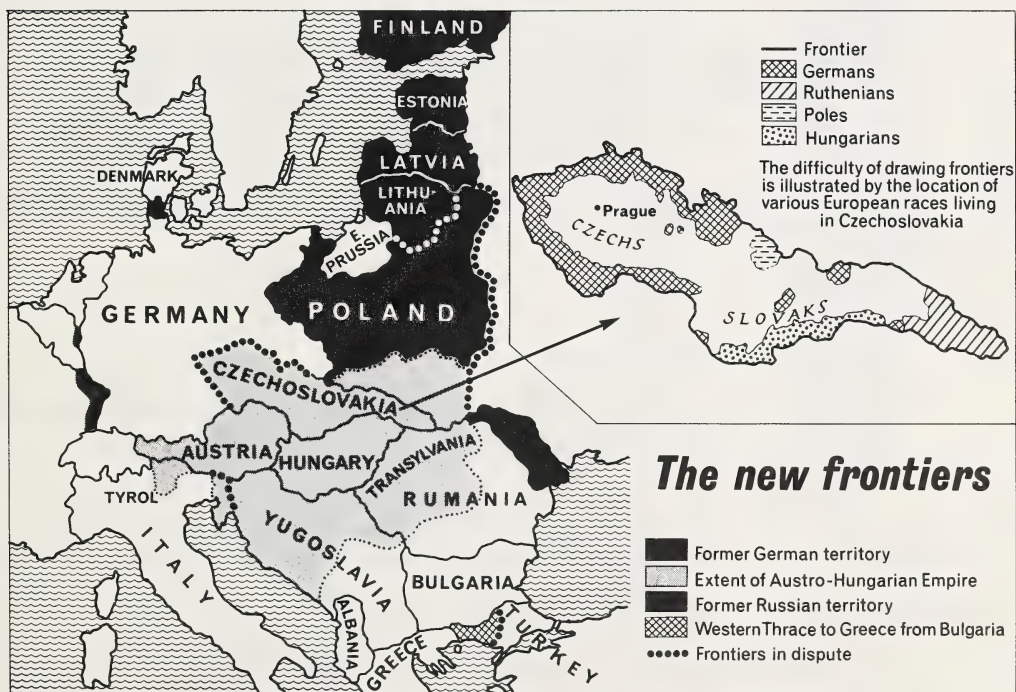 FINLAND
ESTONIA
LATVIA
LITHU-
ANIA
DENMARK
E.
PRUSSIA
GERMANY
POLAND
CZECHOSLOVAKIA
AUSTRIA
HUNGARY
TRANSYLVANIA
RUMANIA
TYROL
ITALY
YUGOSLAVIA
BULGARIA
ALBANIA
GREECE
TURKEY
Frontier
Germans
Ruthenians
Poles
Hungarians
The difficulty of drawing frontiers
is illustrated by the location of
various European races living
in Czechoslovakia
Prague
CZECHS
SLOVAKS
The new frontiers
Former German territory
Extent of Austro-Hungarian Empire
Former Russian territory
Western Thrace to Greece from Bulgaria
Frontiers in dispute